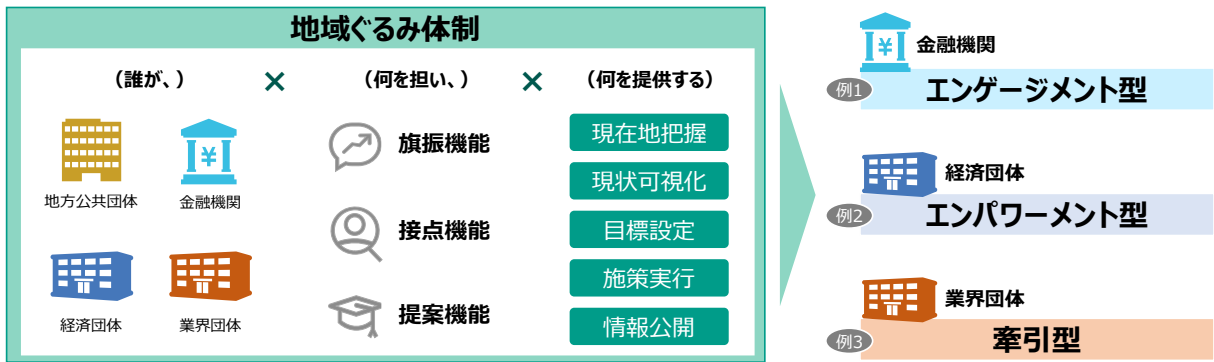 地域ぐるみ体制
（誰が、） × （何を担い、） × （何を提供する）
地方公共団体
¥
金融機関
経済団体
業界団体
旗振機能
接点機能
提案機能
現在地把握
現状可視化
目標設定
施策実行
情報公開
¥
金融機関
例1
エンゲージメント型
経済団体
例2
エンパワーメント型
業界団体
例3
牽引型